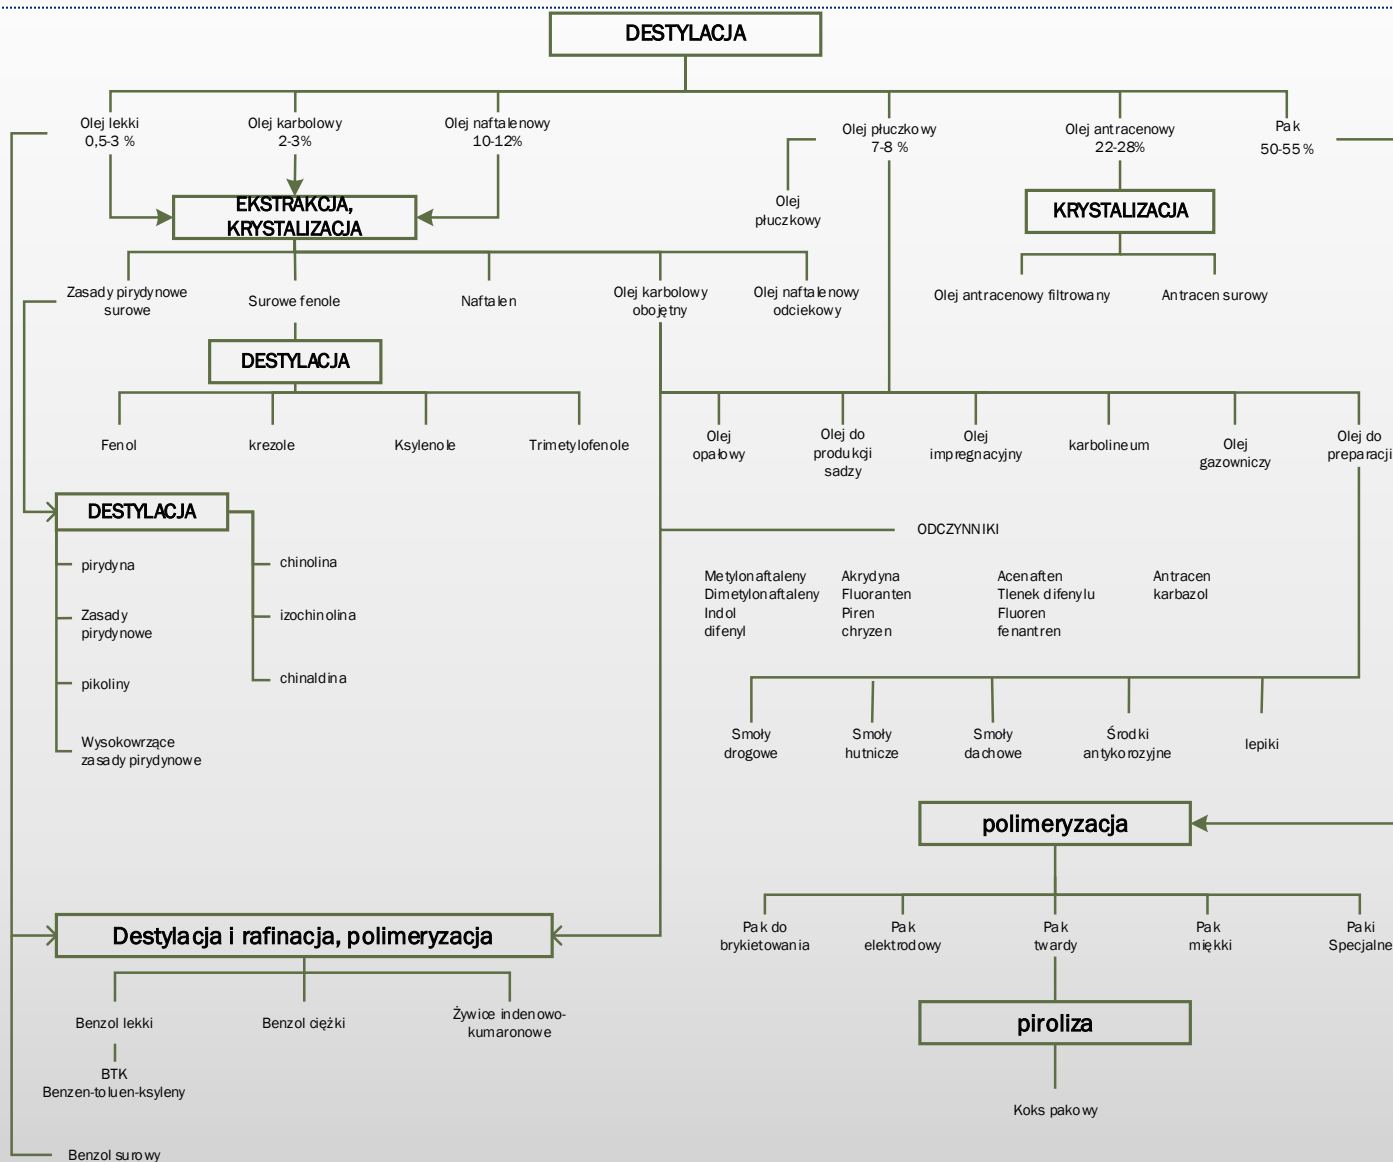 DESTYLACJA
Olej lekki
0,5-3 %
Olej karbolowy
2-3%
Olej naftalenowy
10-12%
Olej płuczkowy
7-8 %
Olej antracenowy
22-28%
Pak
50-55 %
EKSTRAKCJA,
KRYSTALIZACJA
Olej
płuczkowy
KRYSTALIZACJA
Zasady pirydynowe
surowe
Surowe fenole
Naftalen
Olej karbolowy
obojętny
Olej naftalenowy
odciekowy
Olej antracenowy filtrowany
Antracen surowy
DESTYLACJA
Fenol
krezole
Ksylenole
Trimetylofenole
Olej
opałowy
Olej do
produkcji
sadzy
Olej
impregnacyjny
karbolineum
Olej
gazowniczy
Olej do
preparacji
DESTYLACJA
pirydyna
Zasady
pirydynowe
pikoliny
Wysokowrzące
zasady pirydynowe
chinolina
izochinolina
chinaldina
ODCZYNNIKI
Metylonaftaleny
Dimetylonaftaleny
Indol
difenyl
Akrydyna
Fluoranten
Piren
chryzen
Acenaften
Tlenek difenylu
Fluoren
fenantren
Antracen
karbazol
Smoły
drogowe
Smoły
hutnicze
Smoły
dachowe
Środki
antykorozyjne
lepiki
polimeryzacja
Pak do
brykietowania
Pak
elektrodowy
Pak
twardy
Pak
miękki
Paki
Specjalne
Destylacja i rafinacja, polimeryzacja
Benzol lekki
Benzol ciężki
Żywice indenowo-
kumaronowe
BTK
Benzen-toluen-ksyleny
piroliza
Koks pakowy
Benzol surowy